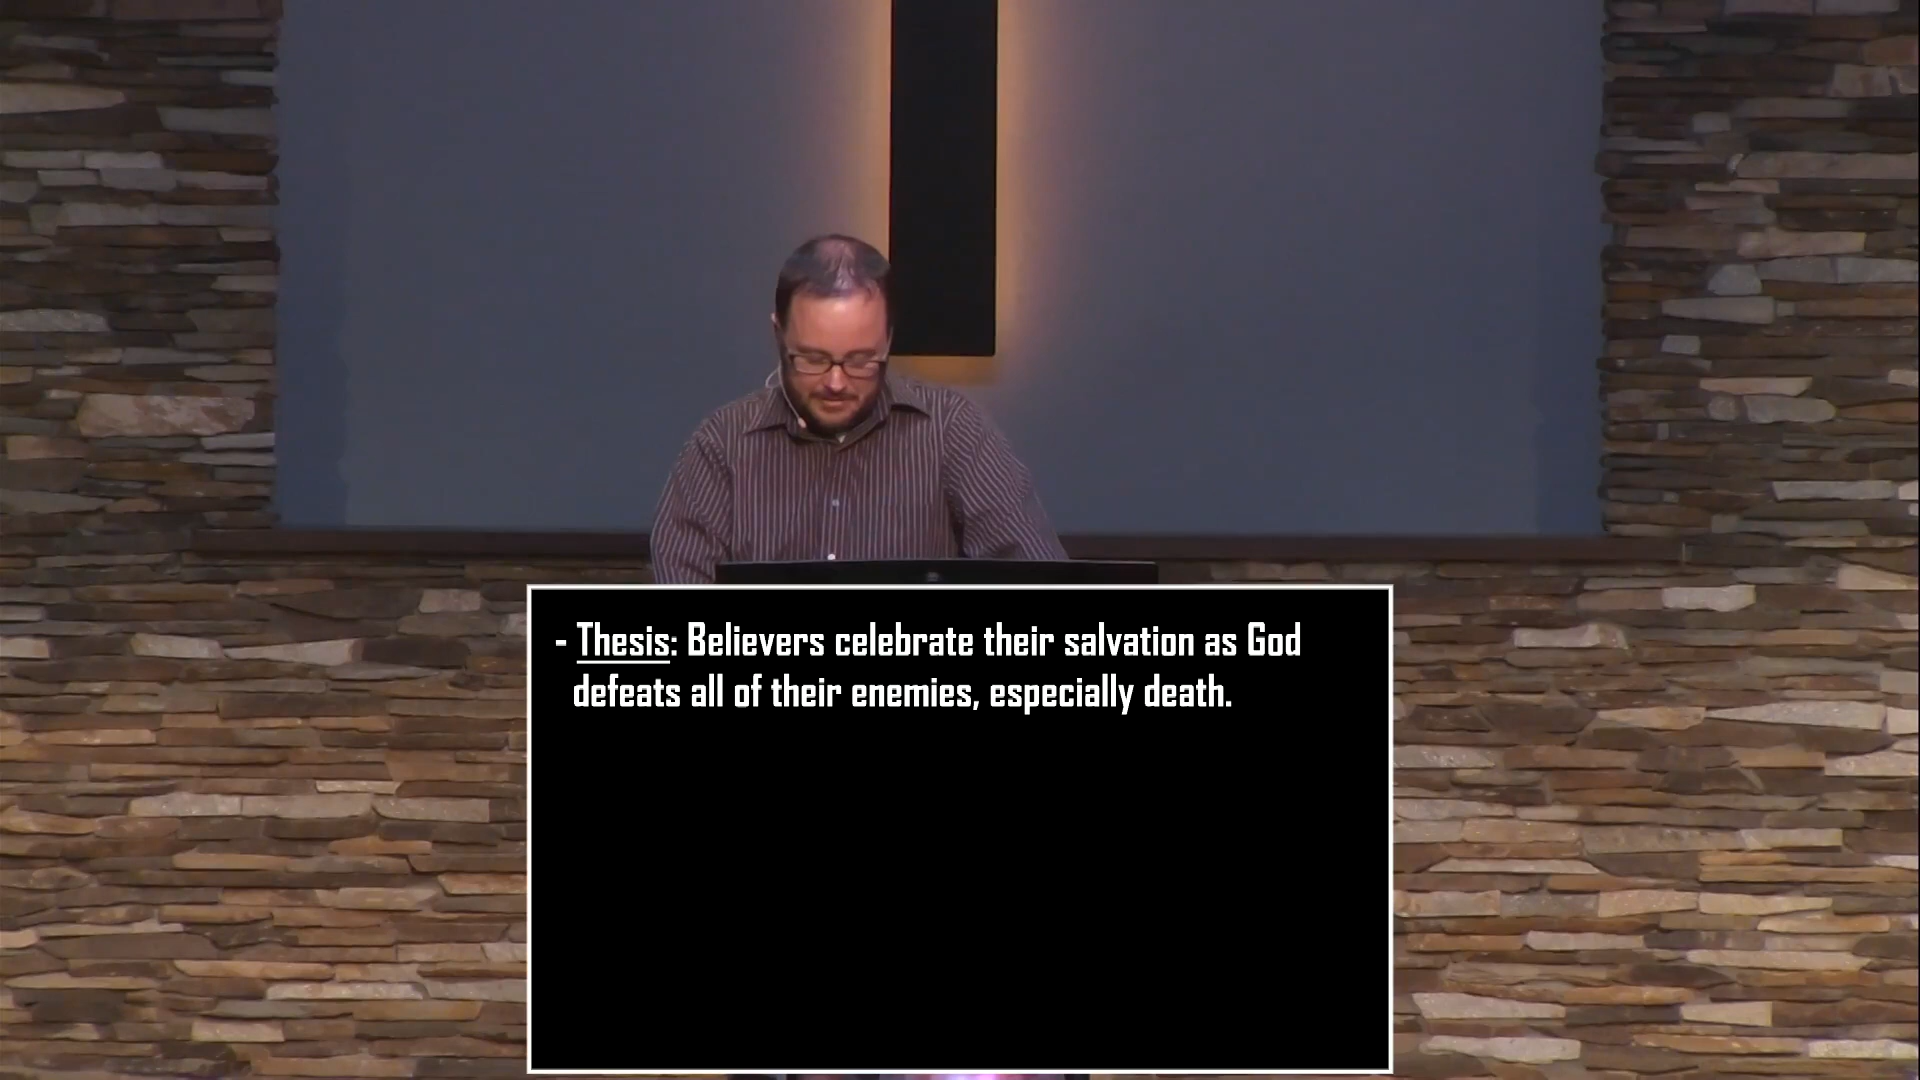 - Thesis: Believers celebrate their salvation as God
defeats all of their enemies, especially death.